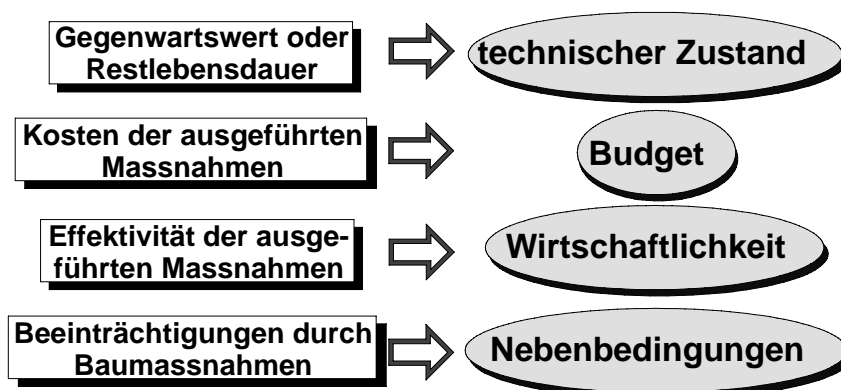 Gegenwartswert oder
Restlebensdauer
technischer Zustand
Kosten der ausgeführten
Massnahmen
Budget
Effektivität der ausge-
führten Massnahmen
Wirtschaftlichkeit
Beeinträchtigungen durch
Baumassnahmen
Nebenbedingungen